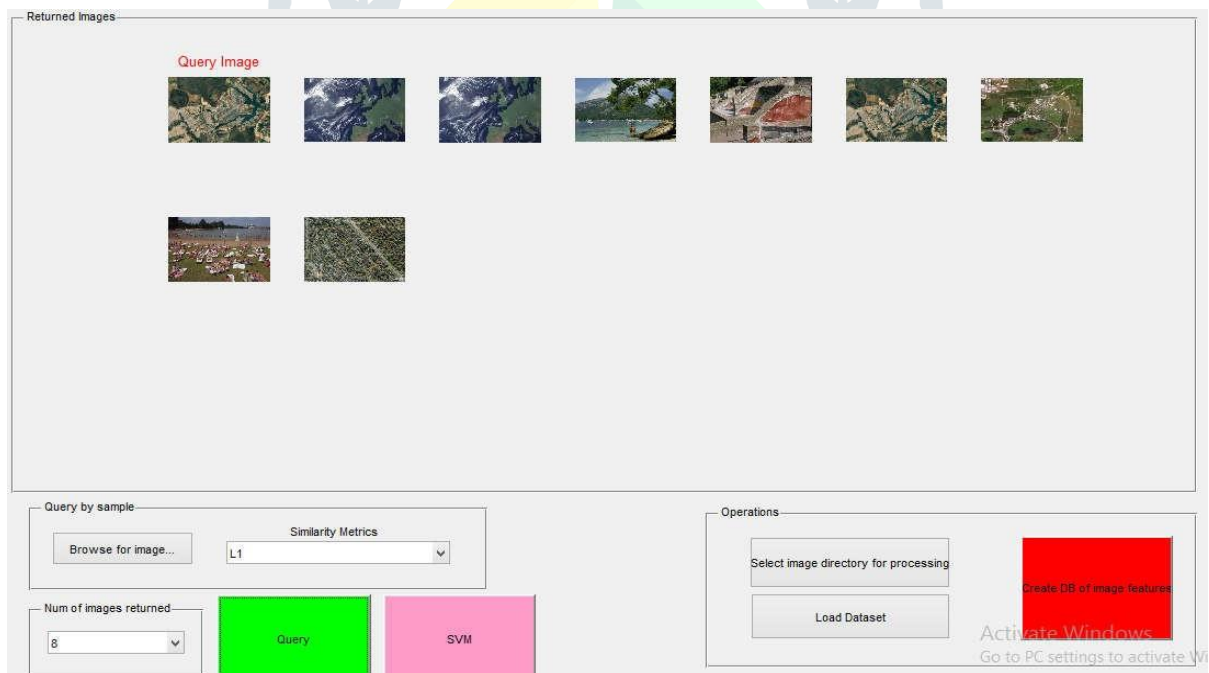 Returned Images
Query Image
Query by sample
Browse for image...
Similarity Metrics
L1
Num of images returned
8
Query
SVM
Operations
Select image directory for processing
Load Dataset
Create DB of image features
Activate Windows
Go to PC settings to activate